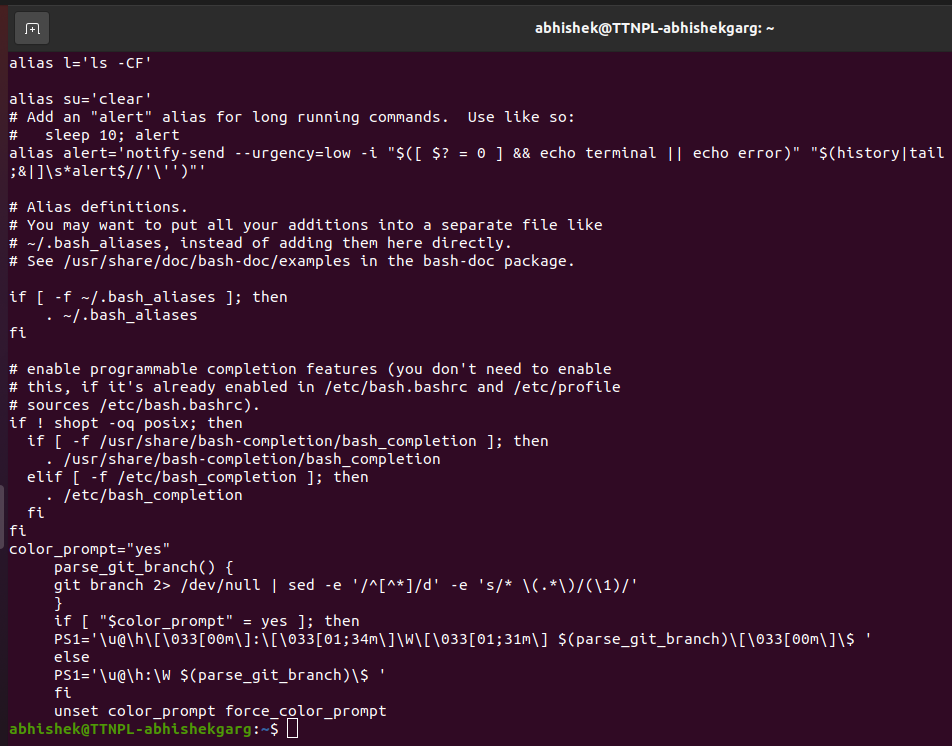 abhishek@TTNPL-abhishekgarg: ~
alias l='ls -CF'
alias su='clear'
# Add an "alert" alias for long running commands.  Use like so:
#   sleep 10; alert
alias alert='notify-send --urgency=low -i "$([ $? = 0 ] && echo terminal || echo error)" "$(history|tail
;&|]\s*alert$//'\'')"'
# Alias definitions.
# You may want to put all your additions into a separate file like
# ~/.bash_aliases, instead of adding them here directly.
# See /usr/share/doc/bash-doc/examples in the bash-doc package.
if [ -f ~/.bash_aliases ]; then
    . ~/.bash_aliases
fi
# enable programmable completion features (you don't need to enable
# this, if it's already enabled in /etc/bash.bashrc and /etc/profile
# sources /etc/bash.bashrc).
if ! shopt -oq posix; then
  if [ -f /usr/share/bash-completion/bash_completion ]; then
    . /usr/share/bash-completion/bash_completion
  elif [ -f /etc/bash_completion ]; then
    . /etc/bash_completion
  fi
fi
color_prompt="yes"
     parse_git_branch() {
     git branch 2> /dev/null | sed -e '/^[^*]/d' -e 's/* \(.*\)/(\1)/'
     }
     if [ "$color_prompt" = yes ]; then
     PS1='\u@\h\[\033[00m\]:\[\033[01;34m\]\W\[\033[01;31m\] $(parse_git_branch)\[\033[00m\]\$ '
     else
     PS1='\u@\h:\W $(parse_git_branch)\$ '
     fi
     unset color_prompt force_color_prompt
abhishek@TTNPL-abhishekgarg:~$